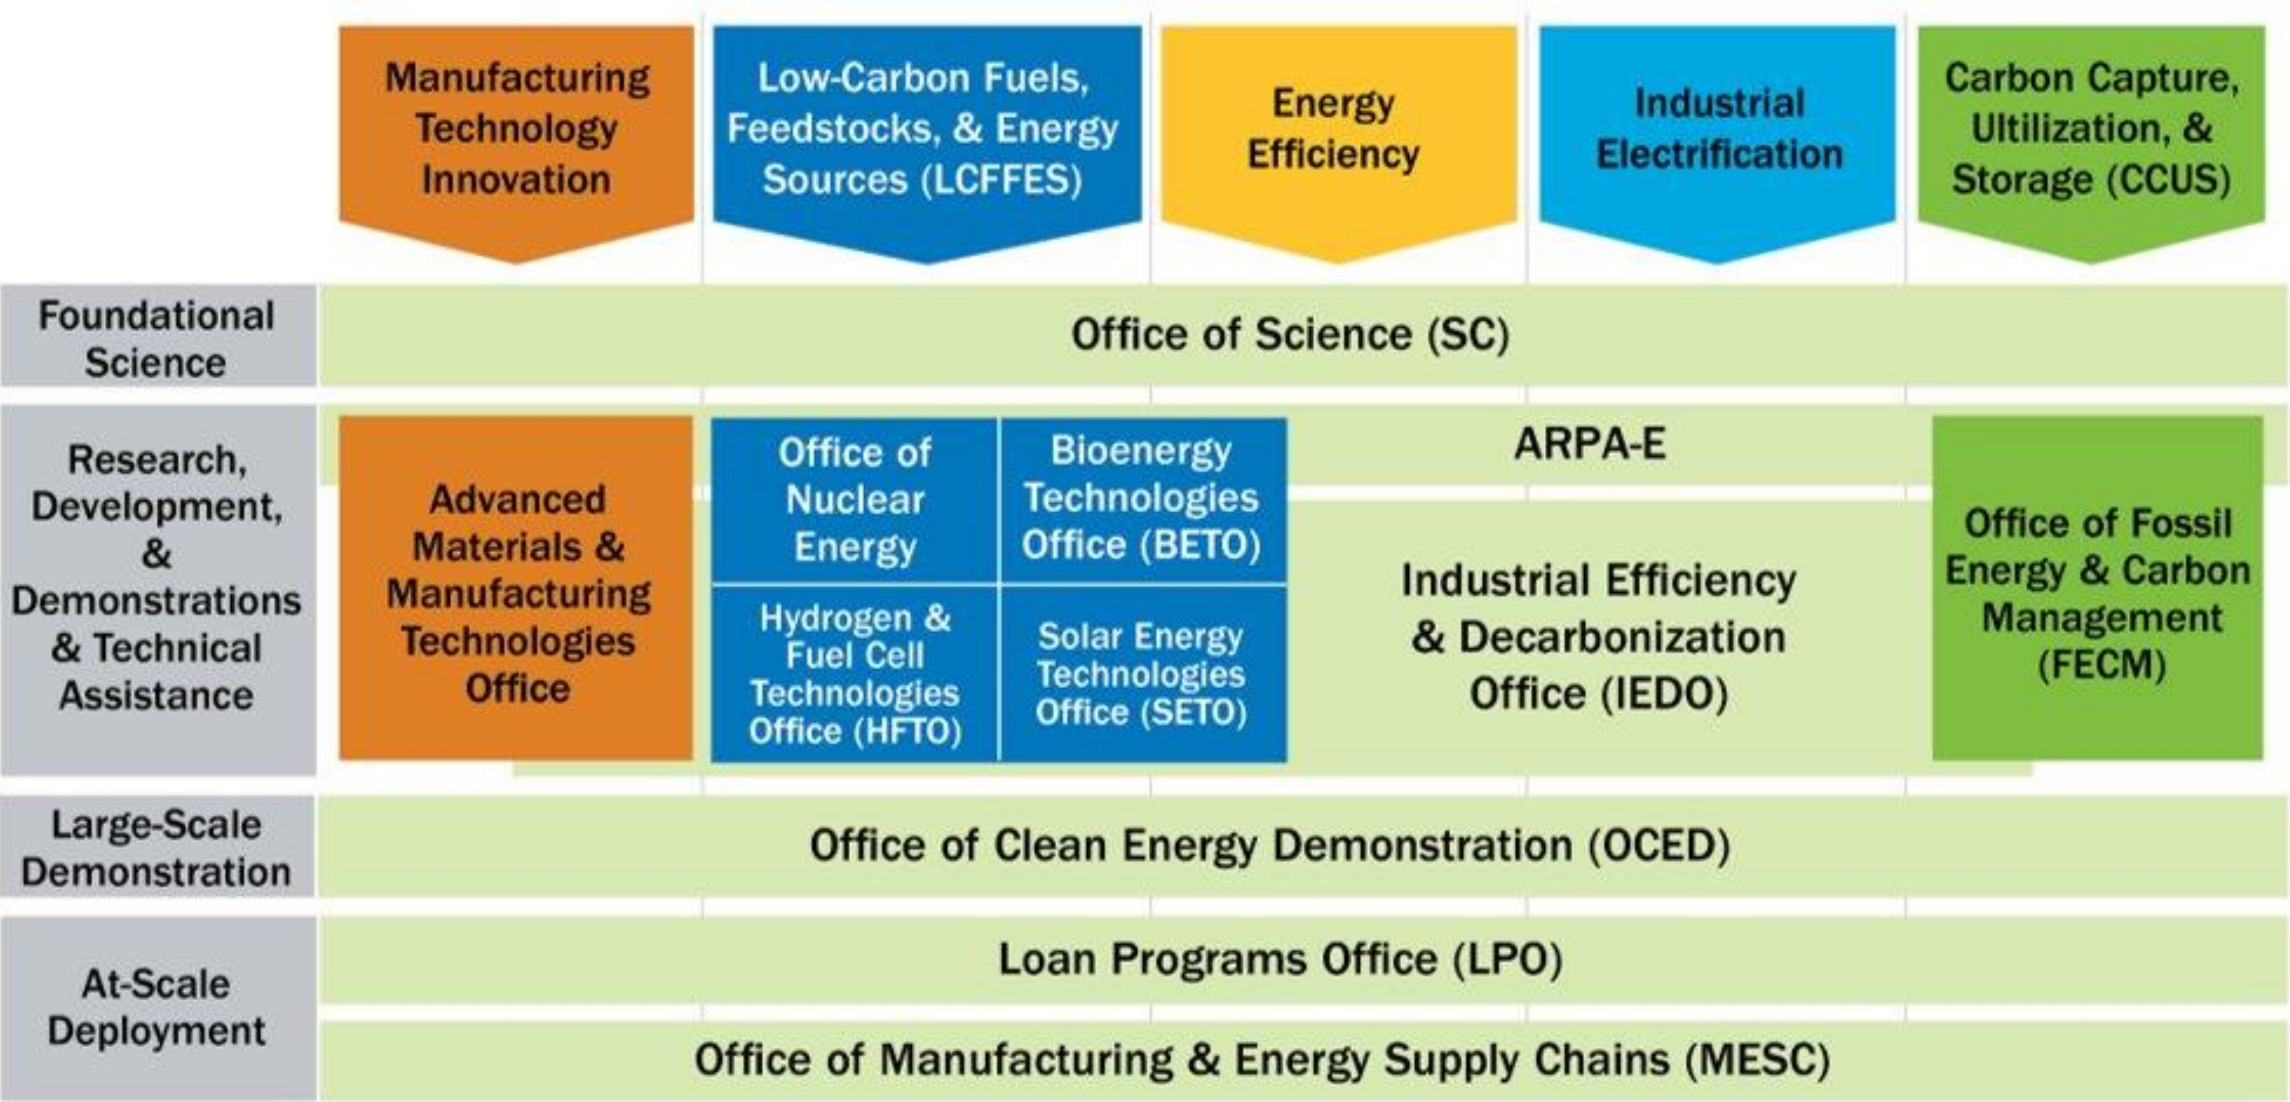 Manufacturing
Technology
Innovation
Low-Carbon Fuels,
Feedstocks, & Energy
Sources (LCFFES)
Energy
Efficiency
Industrial
Electrification
Carbon Capture,
Ultilization, &
Storage (CCUS)
Foundational
Science
Office of Science (SC)
Research,
Development,
&
Demonstrations
& Technical
Assistance
Advanced
Materials &
Manufacturing
Technologies
Office
Office of
Nuclear
Energy
Bioenergy
Technologies
Office (BETO)
Hydrogen &
Fuel Cell
Technologies
Office (HFTO)
Solar Energy
Technologies
Office (SETO)
ARPA-E
Industrial Efficiency
& Decarbonization
Office (IEDO)
Office of Fossil
Energy & Carbon
Management
(FECM)
Large-Scale
Demonstration
Office of Clean Energy Demonstration (OCED)
At-Scale
Deployment
Loan Programs Office (LPO)
Office of Manufacturing & Energy Supply Chains (MESC)